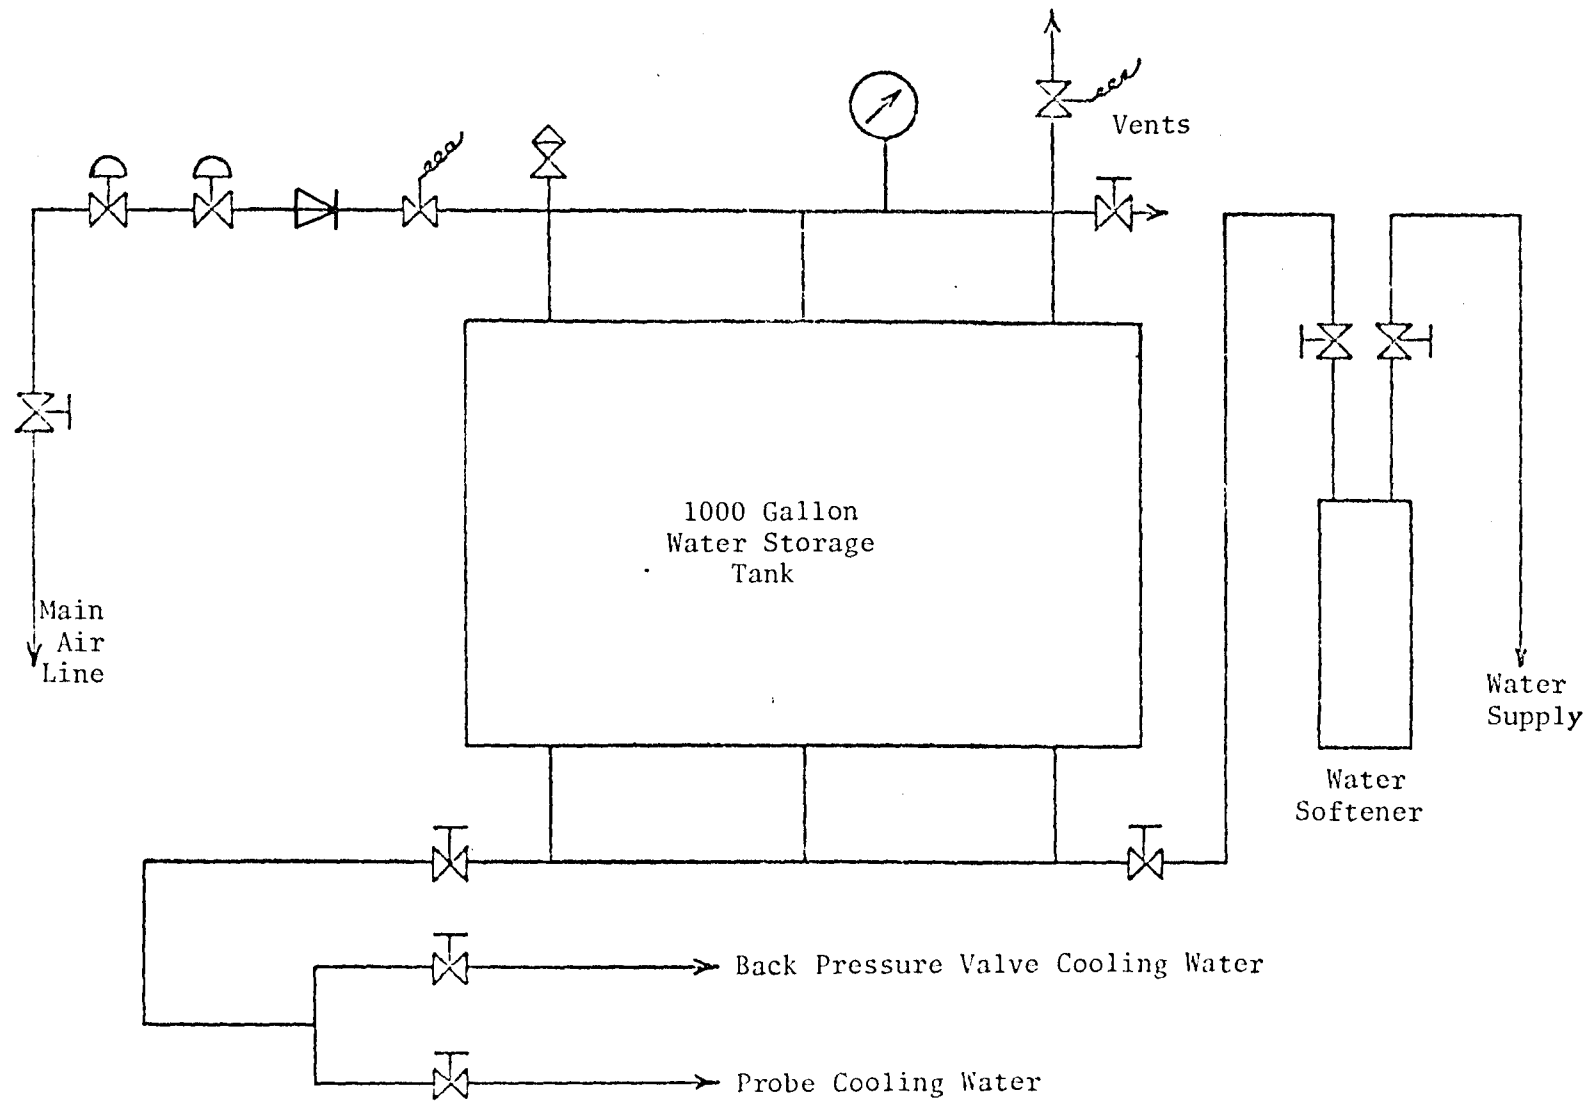 Vents
1000 Gallon
Water Storage
Tank
Main
Air
Line
Water
Supply
Water
Softener
Back Pressure Valve Cooling Water
Probe Cooling Water